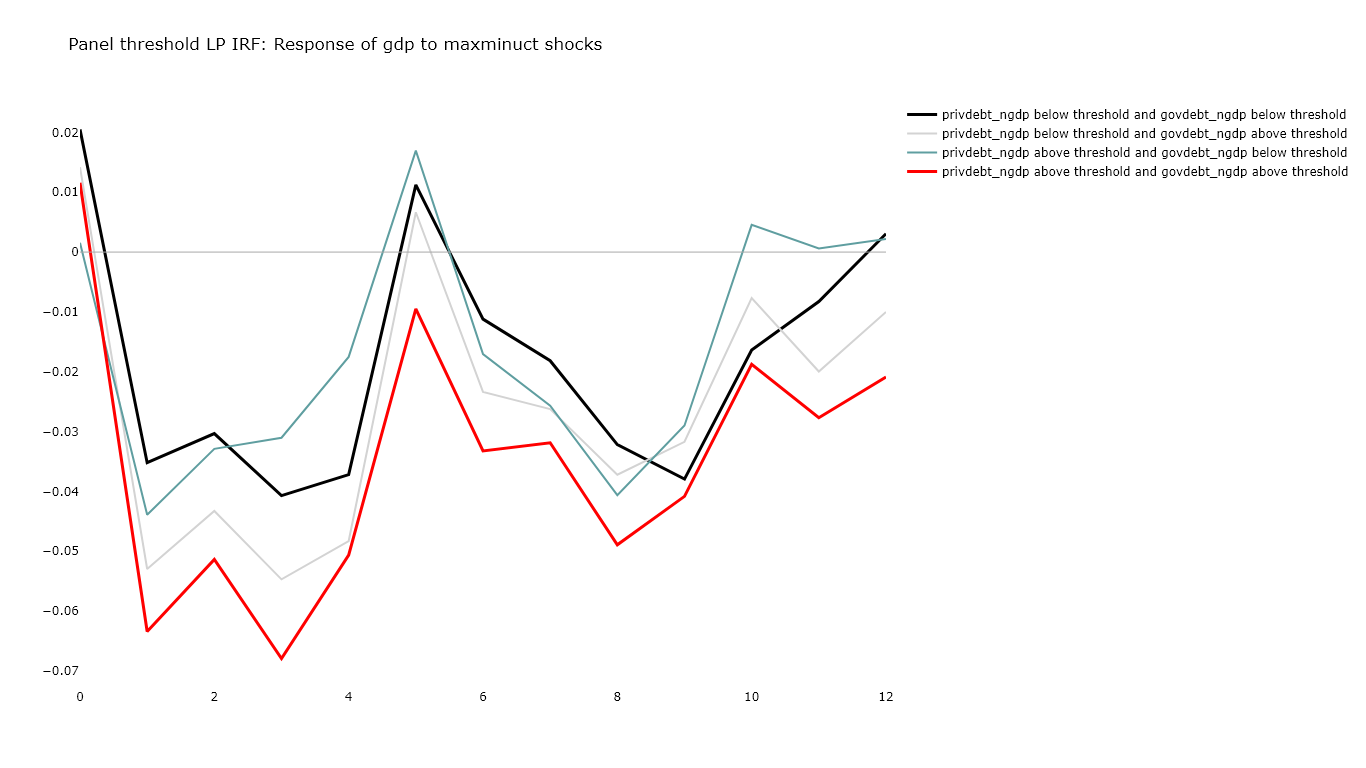 Panel threshold LP IRF: Response of gdp to maxminuct shocks
privdebt_ngdp below threshold and govdebt_ngdp below threshold
privdebt_ngdp below threshold and govdebt_ngdp above threshold
privdebt_ngdp above threshold and govdebt_ngdp below threshold
privdebt_ngdp above threshold and govdebt_ngdp above threshold
0.02
0.01
0
−0.01
−0.02
−0.03
−0.04
−0.05
−0.06
−0.07
0 2 4 6 8 10 12